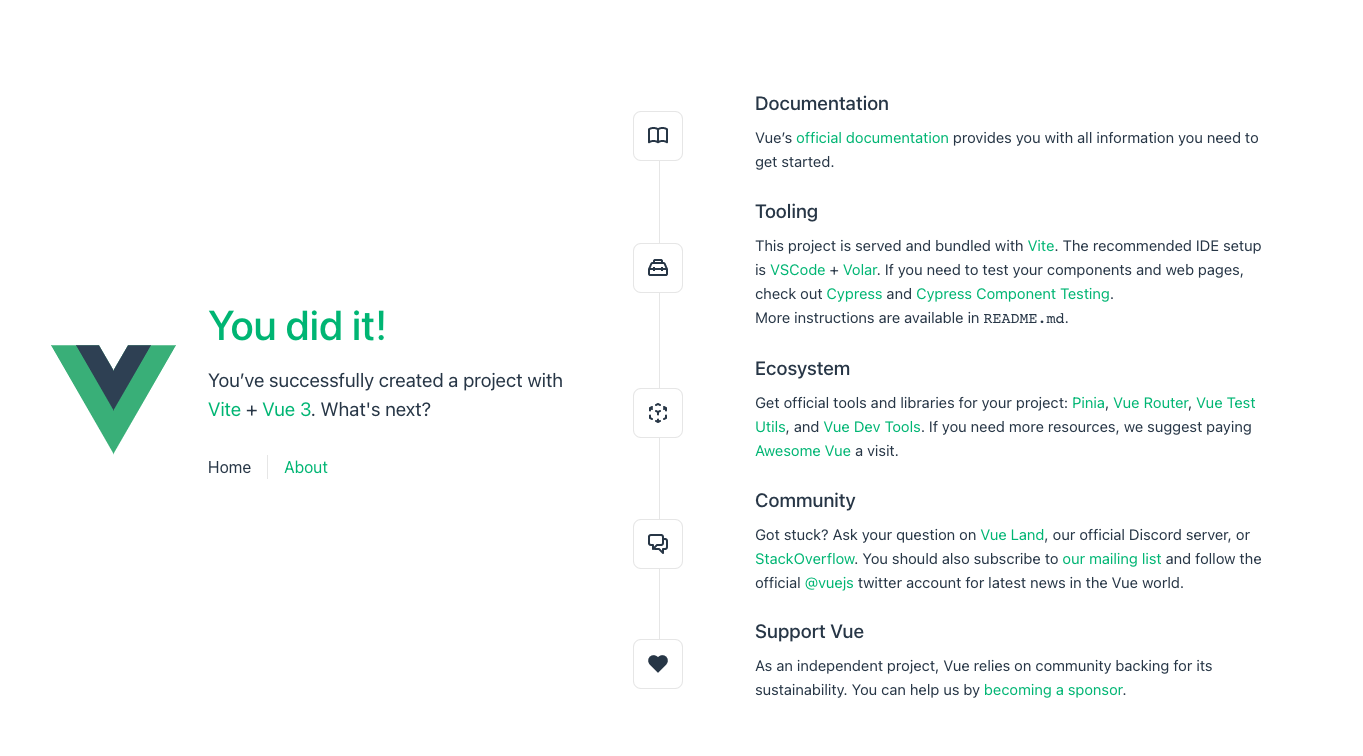 You did it!
You’ve successfully created a project with
Vite + Vue 3. What's next?
Home
About
Documentation
Vue’s official documentation provides you with all information you need to
get started.
Tooling
This project is served and bundled with Vite. The recommended IDE setup
is VSCode + Volar. If you need to test your components and web pages,
check out Cypress and Cypress Component Testing.
More instructions are available in README.md.
Ecosystem
Get official tools and libraries for your project: Pinia, Vue Router, Vue Test
Utils, and Vue Dev Tools. If you need more resources, we suggest paying
Awesome Vue a visit.
Community
Got stuck? Ask your question on Vue Land, our official Discord server, or
StackOverflow. You should also subscribe to our mailing list and follow the
official @vuejs twitter account for latest news in the Vue world.
Support Vue
As an independent project, Vue relies on community backing for its
sustainability. You can help us by becoming a sponsor.